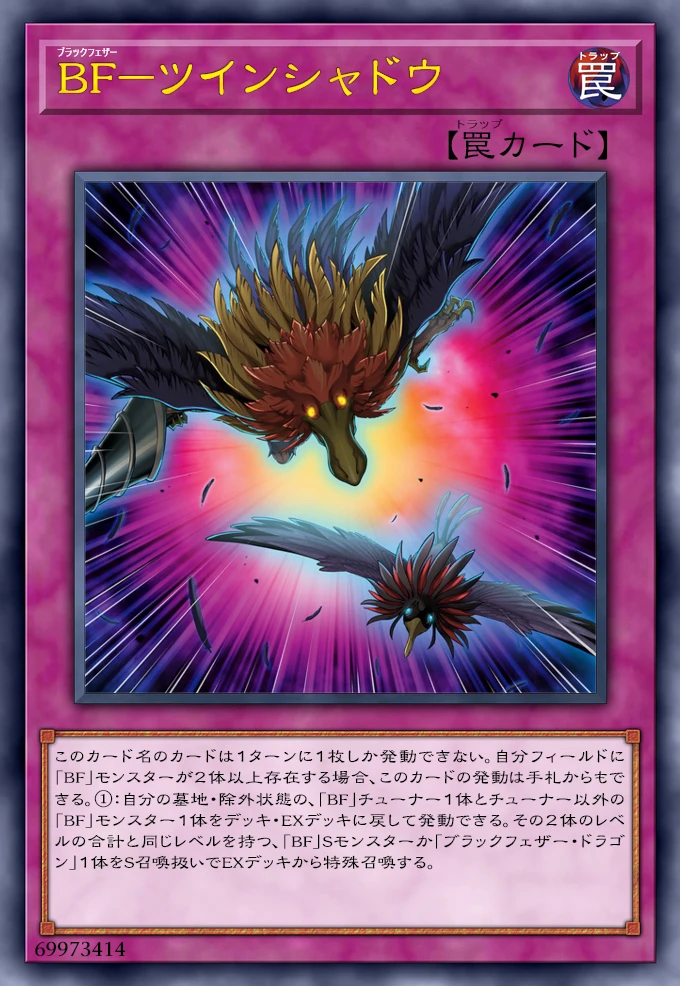 ブラックフェザー
BF－ツインシャドウ
トラップ
罠
トラップ
【罠カード】
このカード名のカードは１ターンに１枚しか発動できない。自分フィールドに
「BF」モンスターが２体以上存在する場合、このカードの発動は手札からもで
きる。①：自分の墓地・除外状態の、「BF」チューナー１体とチューナー以外の
「BF」モンスター１体をデッキ・EXデッキに戻して発動できる。その２体のレベ
ルの合計と同じレベルを持つ、「BF」Sモンスターか「ブラックフェザー・ドラゴ
ン」１体をS召喚扱いでEXデッキから特殊召喚する。
69973414